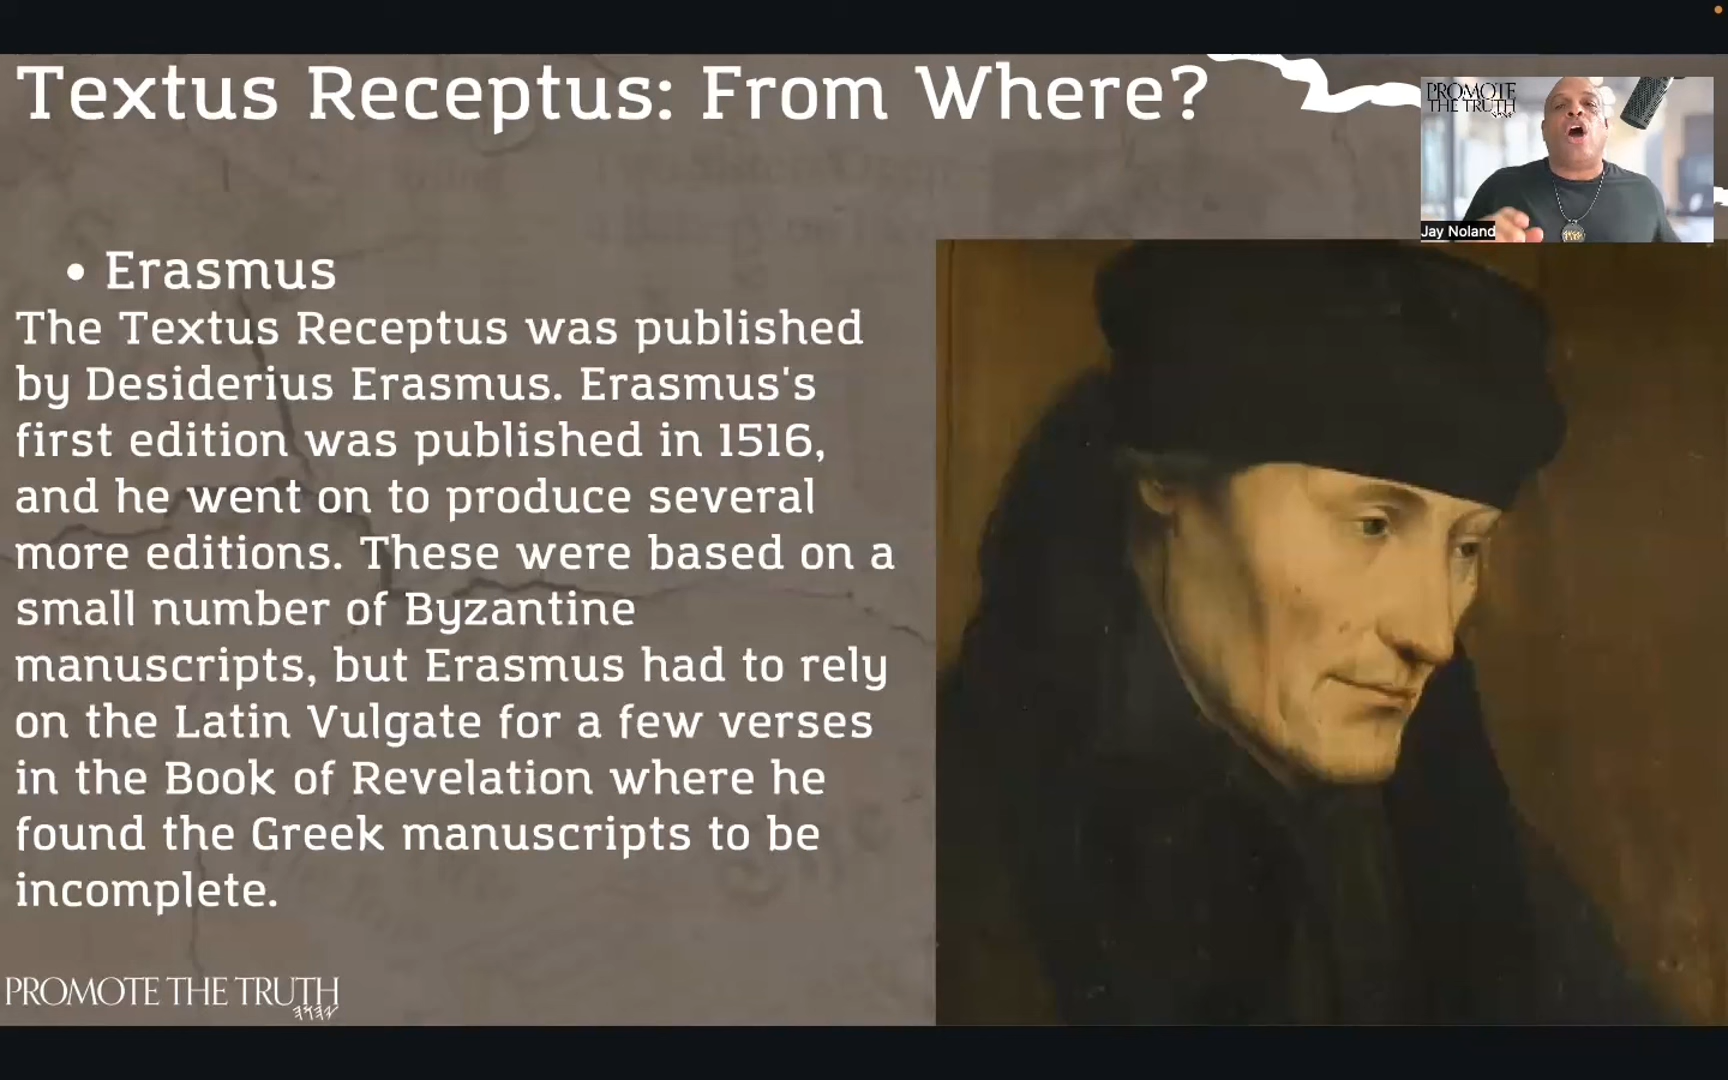 Textus Receptus: From Where?
PROMOTE
THE TRUTH
Jay Noland
• Erasmus
The Textus Receptus was published
by Desiderius Erasmus. Erasmus's
first edition was published in 1516,
and he went on to produce several
more editions. These were based on a
small number of Byzantine
manuscripts, but Erasmus had to rely
on the Latin Vulgate for a few verses
in the Book of Revelation where he
found the Greek manuscripts to be
incomplete.
PROMOTE THE TRUTH